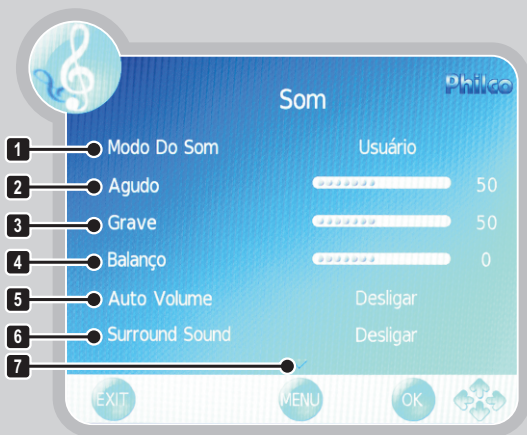 Philco
Som
1 Modo Do Som Usuário
2 Agudo 50
3 Grave 50
4 Balanço 0
5 Auto Volume Desligar
6 Surround Sound Desligar
7
EXIT MENU OK